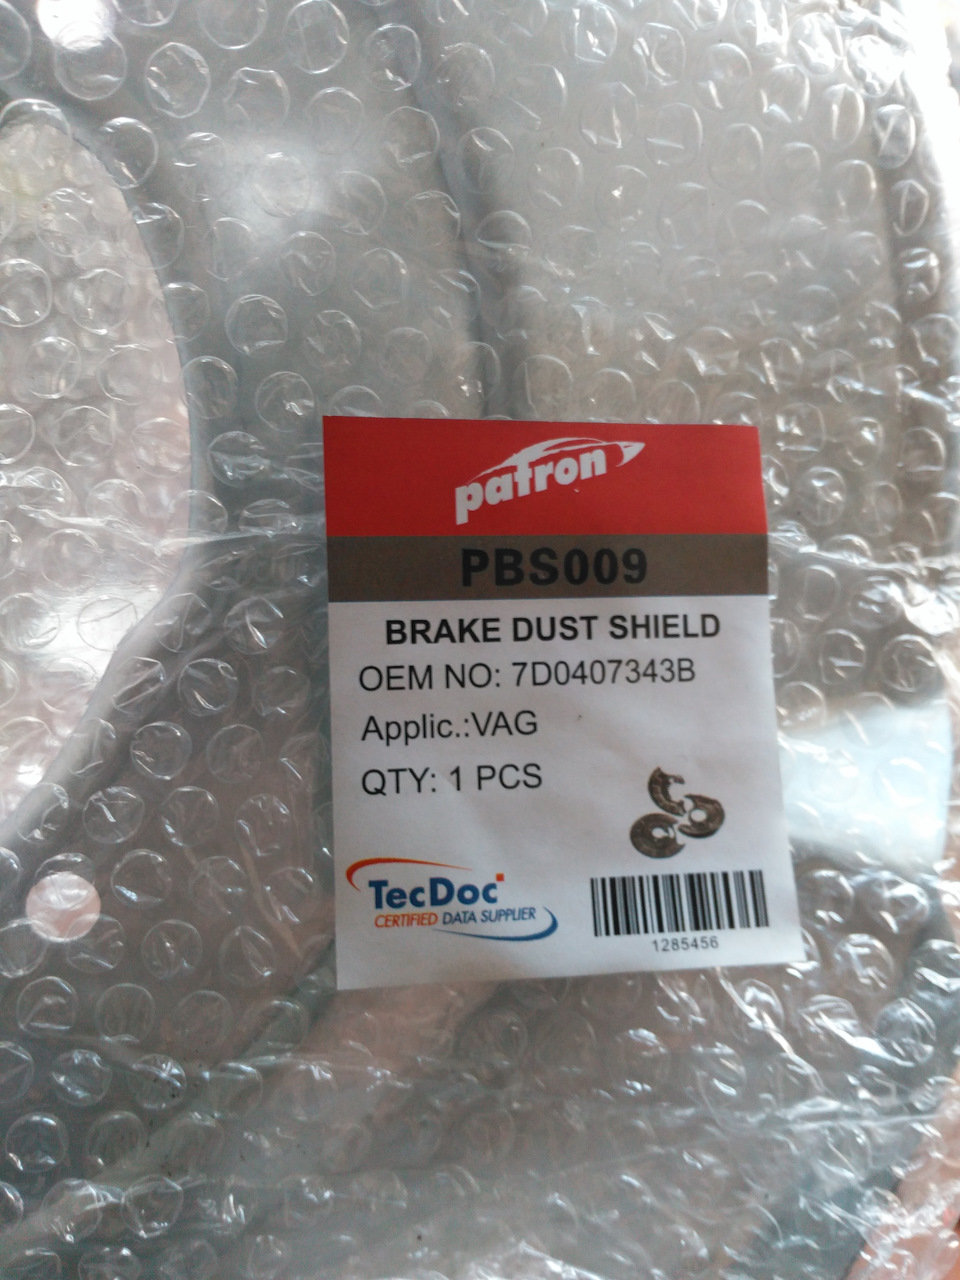 patron
PBS009
BRAKE DUST SHIELD
OEM NO: 7D0407343B
Applic.:VAG
QTY: 1 PCS
TecDoc
CERTIFIED DATA SUPPLIER
1285456